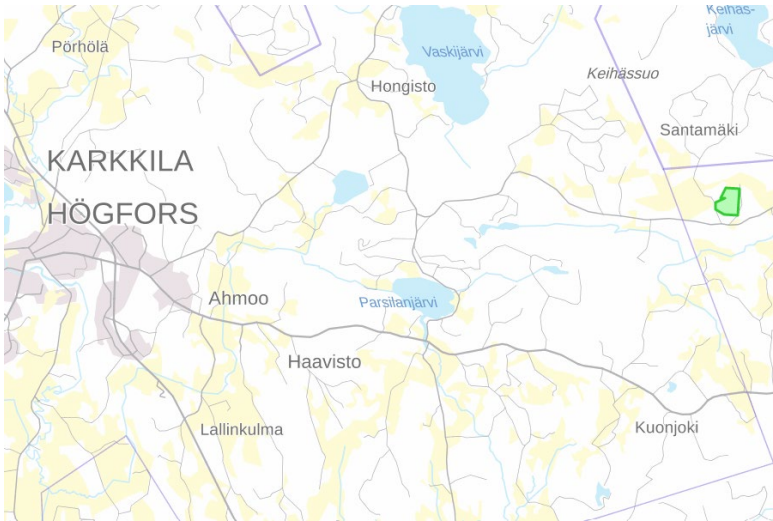 Keihäs-
järvi
Pörhölä
Vaskijärvi
Keihässuo
Hongisto
Santamäki
KARKKILA
HÖGFORS
Ahmoo
Parsilanjärvi
Haavisto
Lallinkulma
Kuonjoki